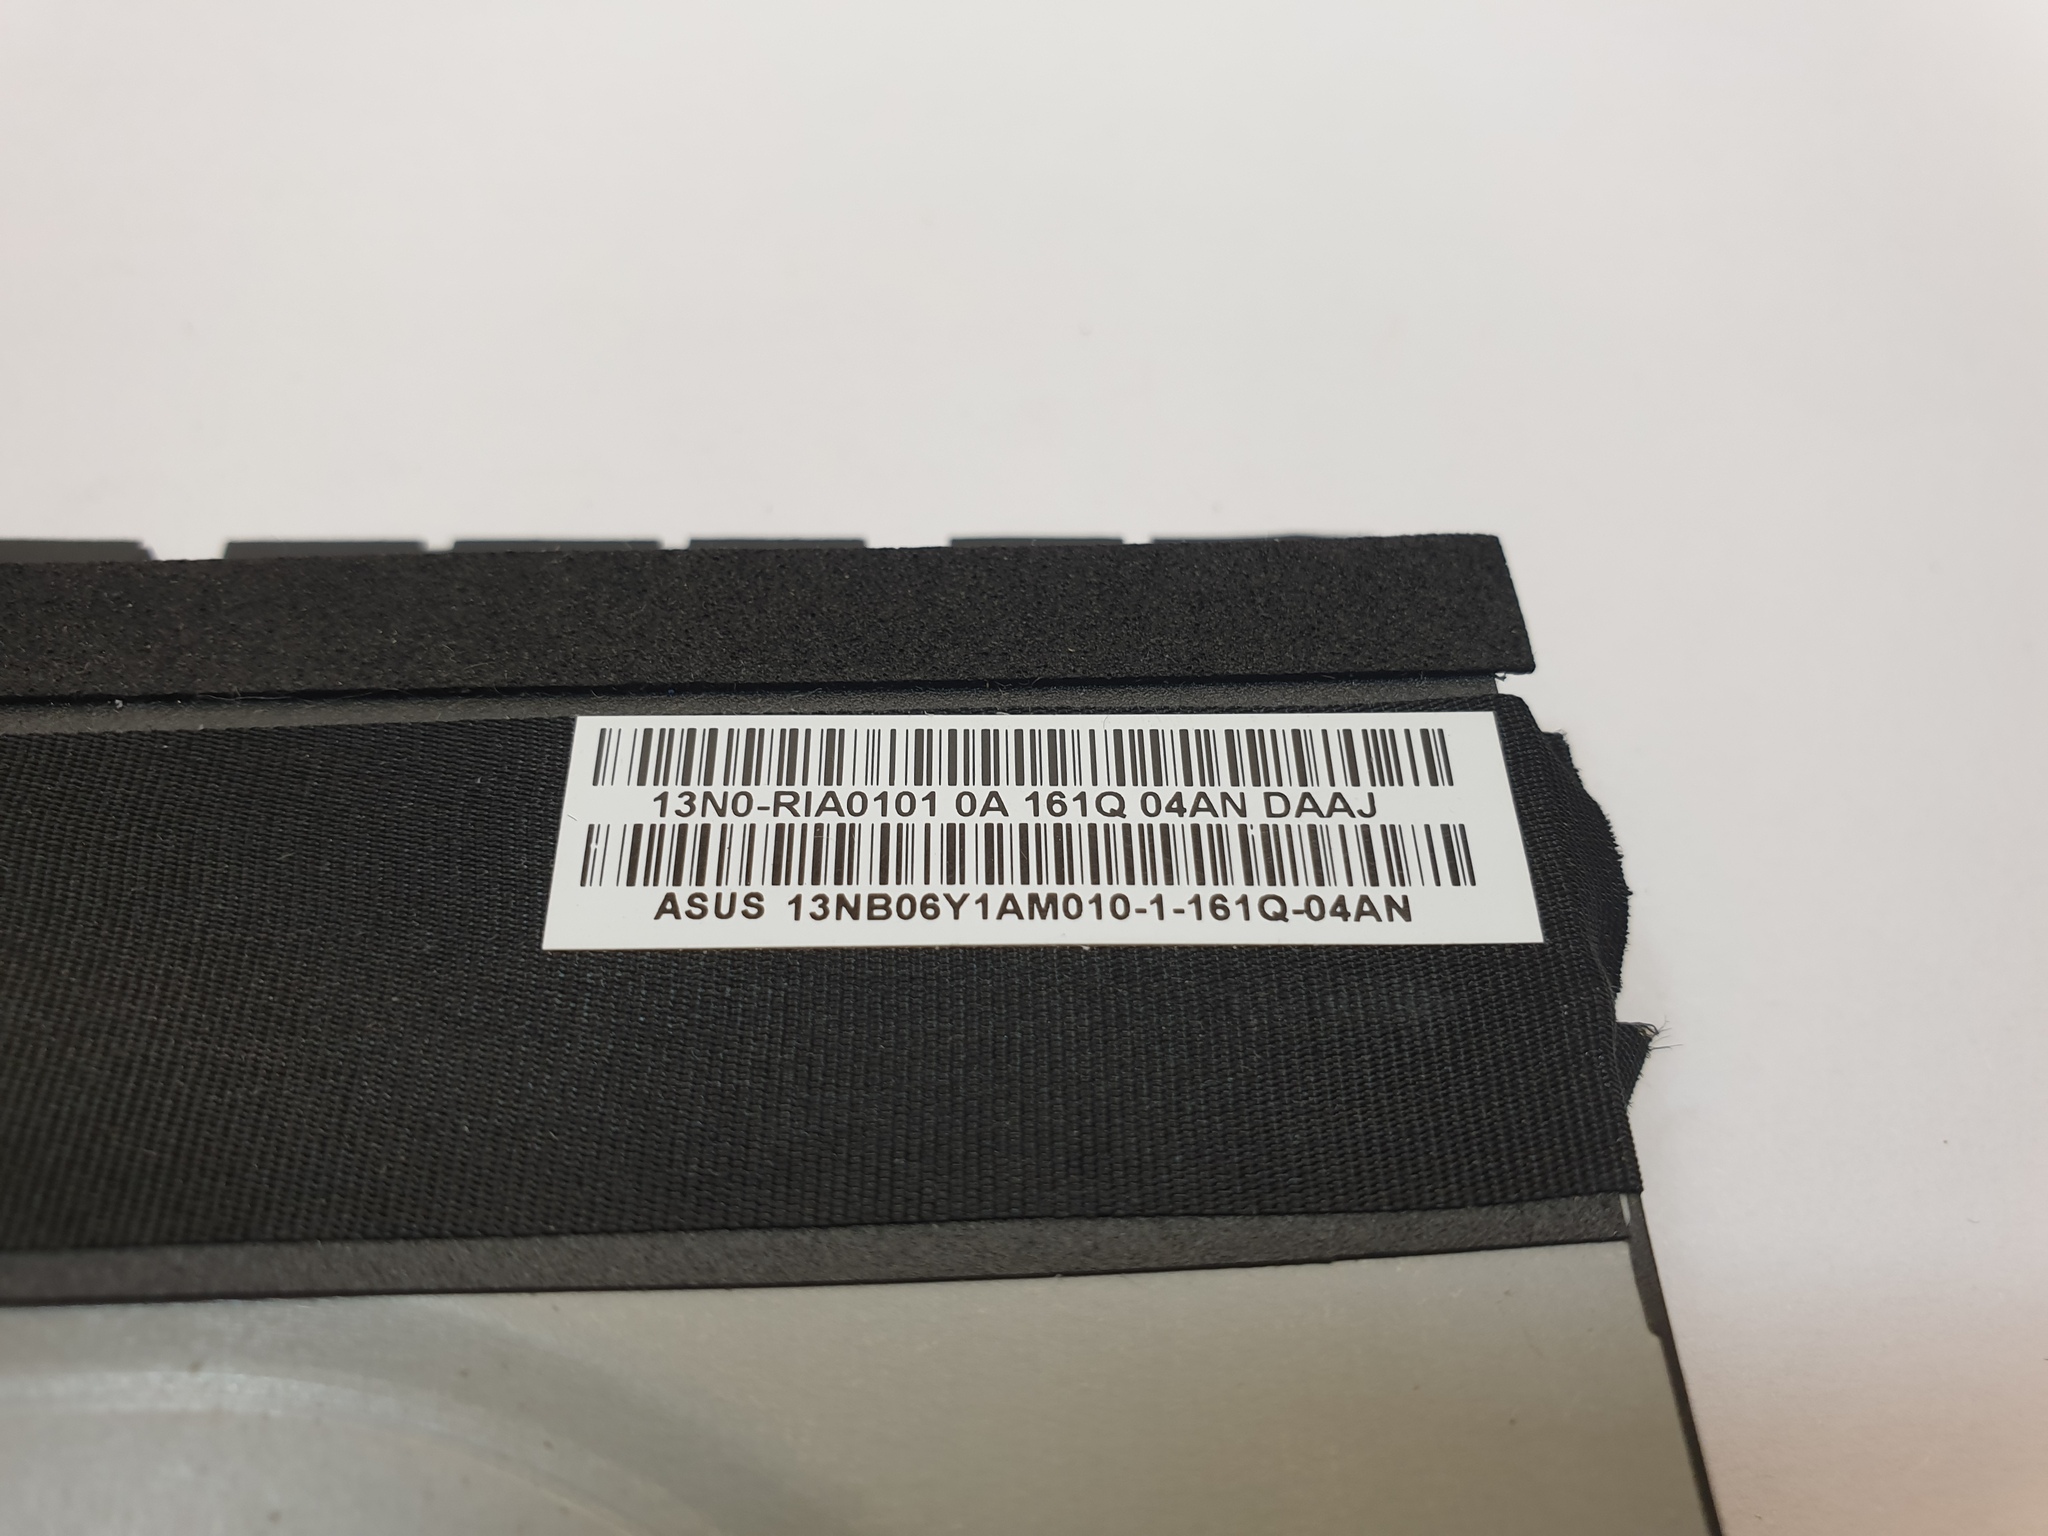 13N0-RIA0101 0A 161Q 04AN DAAJ
ASUS 13NB06Y1AM010-1-161Q-04AN